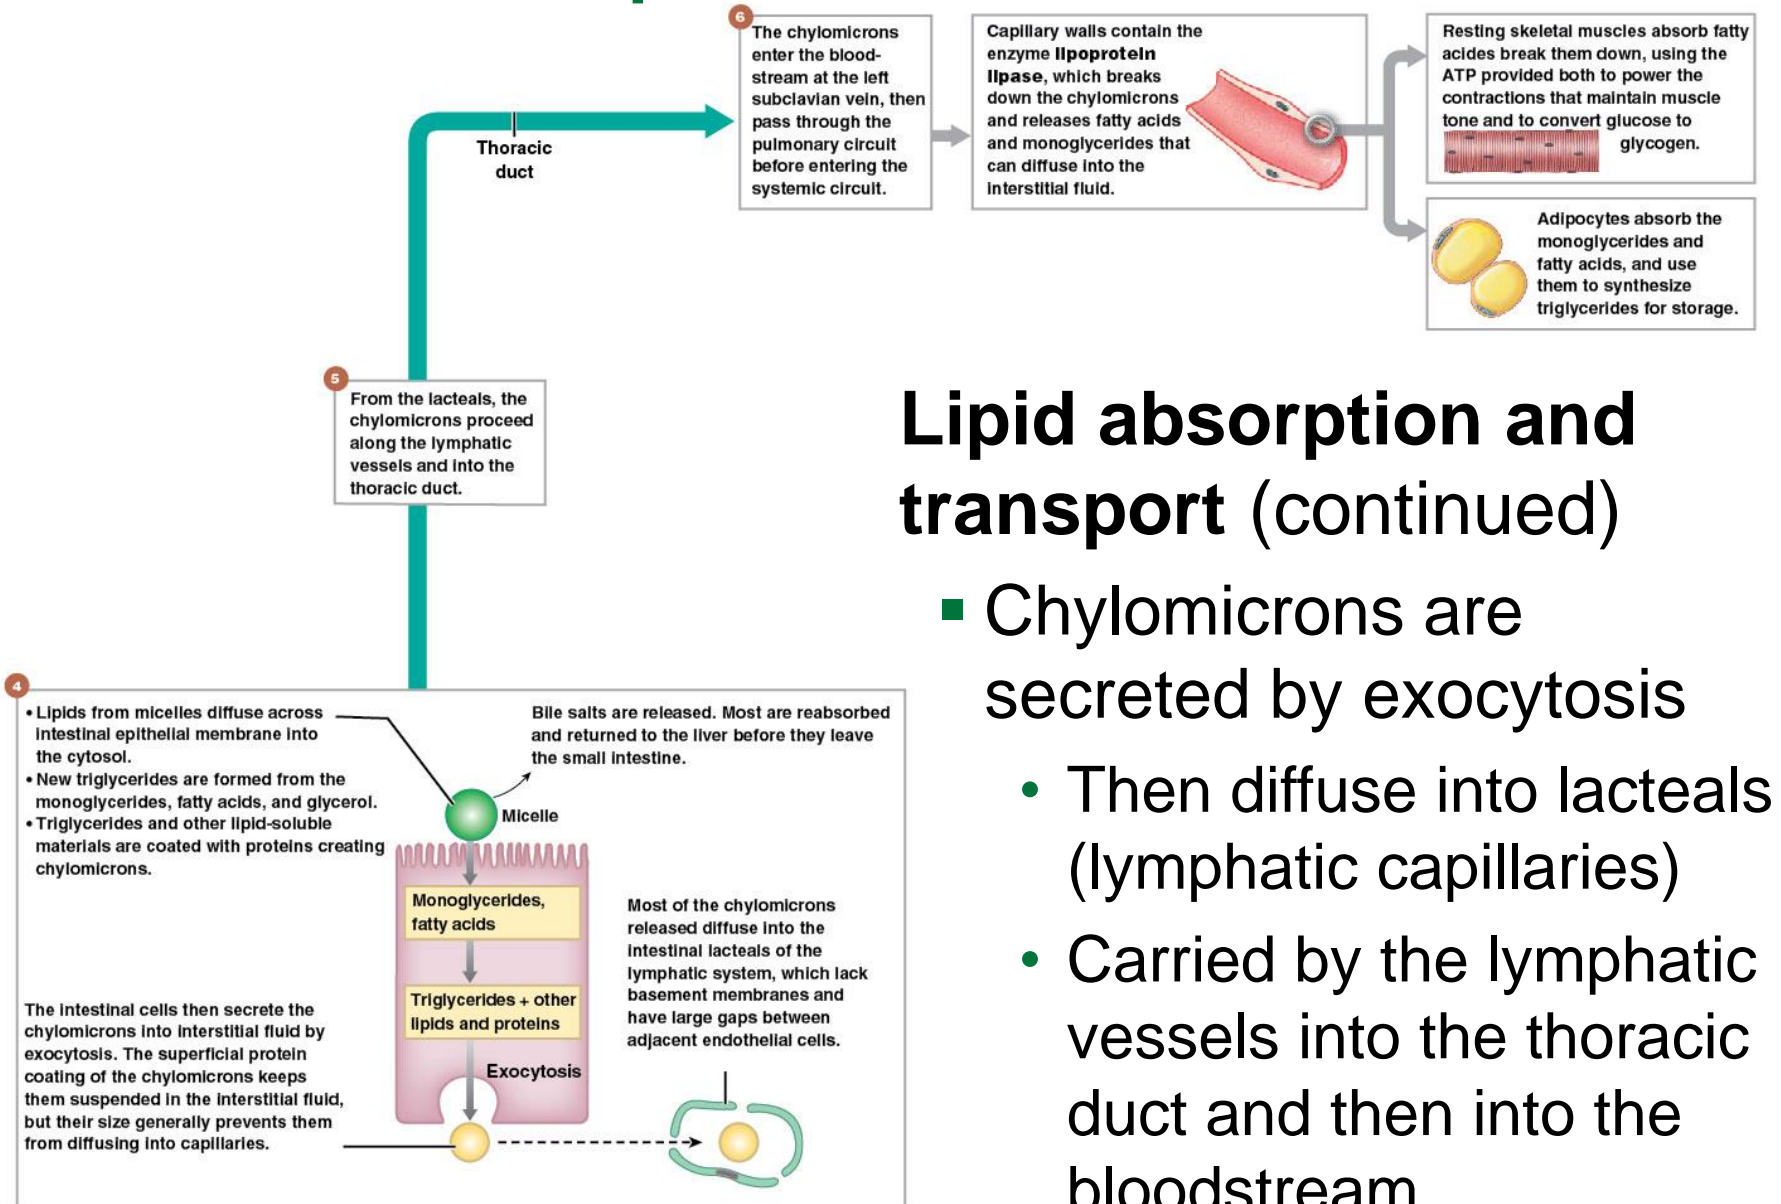 Lipid absorption and
transport (continued)
■ Chylomicrons are
secreted by exocytosis
• Then diffuse into lacteals
(lymphatic capillaries)
• Carried by the lymphatic
vessels into the thoracic
duct and then into the
bloodstream
4
• Lipids from micelles diffuse across
intestinal epithelial membrane into
the cytosol.
• New triglycerides are formed from the
monoglycerides, fatty acids, and glycerol.
• Triglycerides and other lipid-soluble
materials are coated with proteins creating
chylomicrons.
Bile salts are released. Most are reabsorbed
and returned to the liver before they leave
the small intestine.
Micelle
Monoglycerides,
fatty acids
Triglycerides + other
lipids and proteins
Exocytosis
The intestinal cells then secrete the
chylomicrons into interstitial fluid by
exocytosis. The superficial protein
coating of the chylomicrons keeps
them suspended in the interstitial fluid,
but their size generally prevents them
from diffusing into capillaries.
Most of the chylomicrons
released diffuse into the
intestinal lacteals of the
lymphatic system, which lack
basement membranes and
have large gaps between
adjacent endothelial cells.
5
From the lacteals, the
chylomicrons proceed
along the lymphatic
vessels and into the
thoracic duct.
Thoracic
duct
6
The chylomicrons
enter the blood-
stream at the left
subclavian vein, then
pass through the
pulmonary circuit
before entering the
systemic circuit.
Capillary walls contain the
enzyme lipoprotein
lipase, which breaks
down the chylomicrons
and releases fatty acids
and monoglycerides that
can diffuse into the
interstitial fluid.
Resting skeletal muscles absorb fatty
acides break them down, using the
ATP provided both to power the
contractions that maintain muscle
tone and to convert glucose to
glycogen.
Adipocytes absorb the
monoglycerides and
fatty acids, and use
them to synthesize
triglycerides for storage.